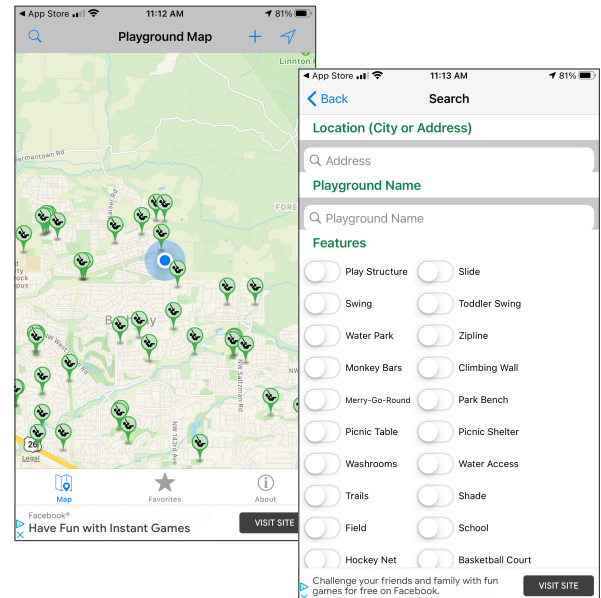 App Store
11:12 AM
81%
Playground Map
Linnton
Germantown Rd
Kaiser Rd
FORE
Rock
NW West Rd
NW Saltzman Rd
NW 143rd Ave
NW
26
Legal
Map
Favorites
About
Facebook®
Have Fun with Instant Games
VISIT SITE
App Store
11:13 AM
81%
Back
Search
Location (City or Address)
Address
Playground Name
Playground Name
Features
Play Structure Slide
Swing Toddler Swing
Water Park Zipline
Monkey Bars Climbing Wall
Merry-Go-Round Park Bench
Picnic Table Picnic Shelter
Washrooms Water Access
Trails Shade
Field School
Hockey Net Basketball Court
Challenge your friends and family with fun
games for free on Facebook.
VISIT SITE